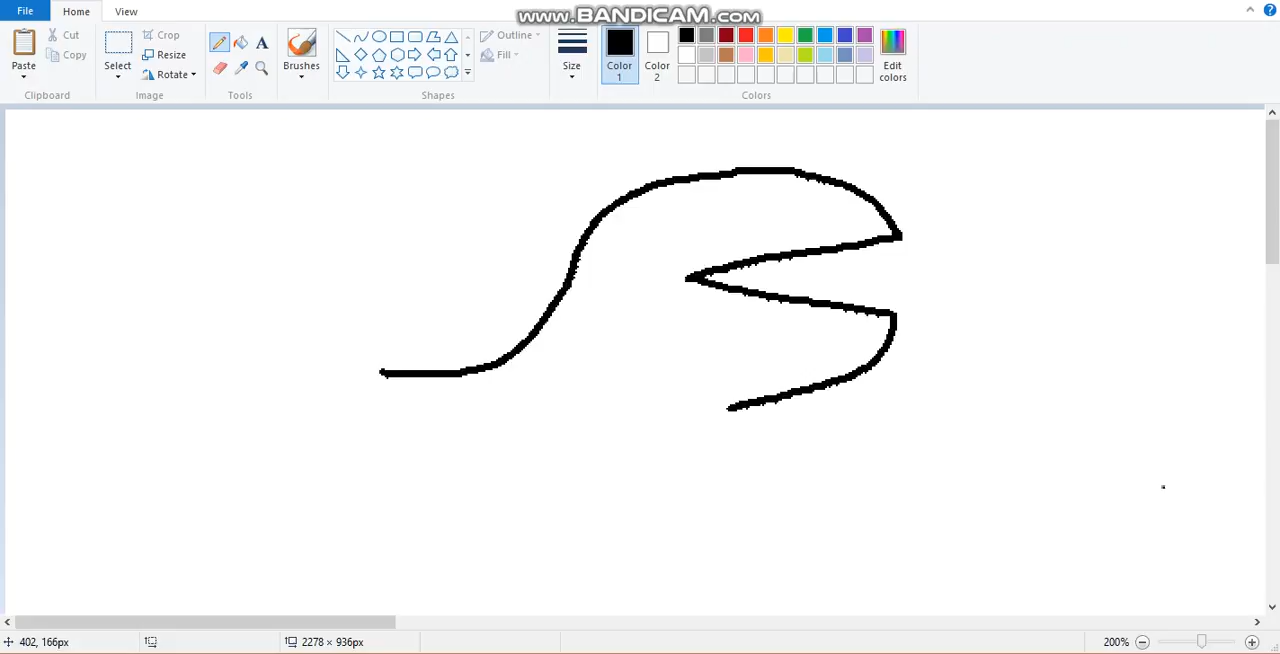 www.BANDICAM.com
File Home View
Cut
Copy
Paste
Clipboard
Select
Crop
Resize
Rotate
Image
A
Tools
Brushes
Outline
Fill
Shapes
Size
Color 1
Color 2
Edit colors
Colors
402, 166px
2278 × 936px
200%